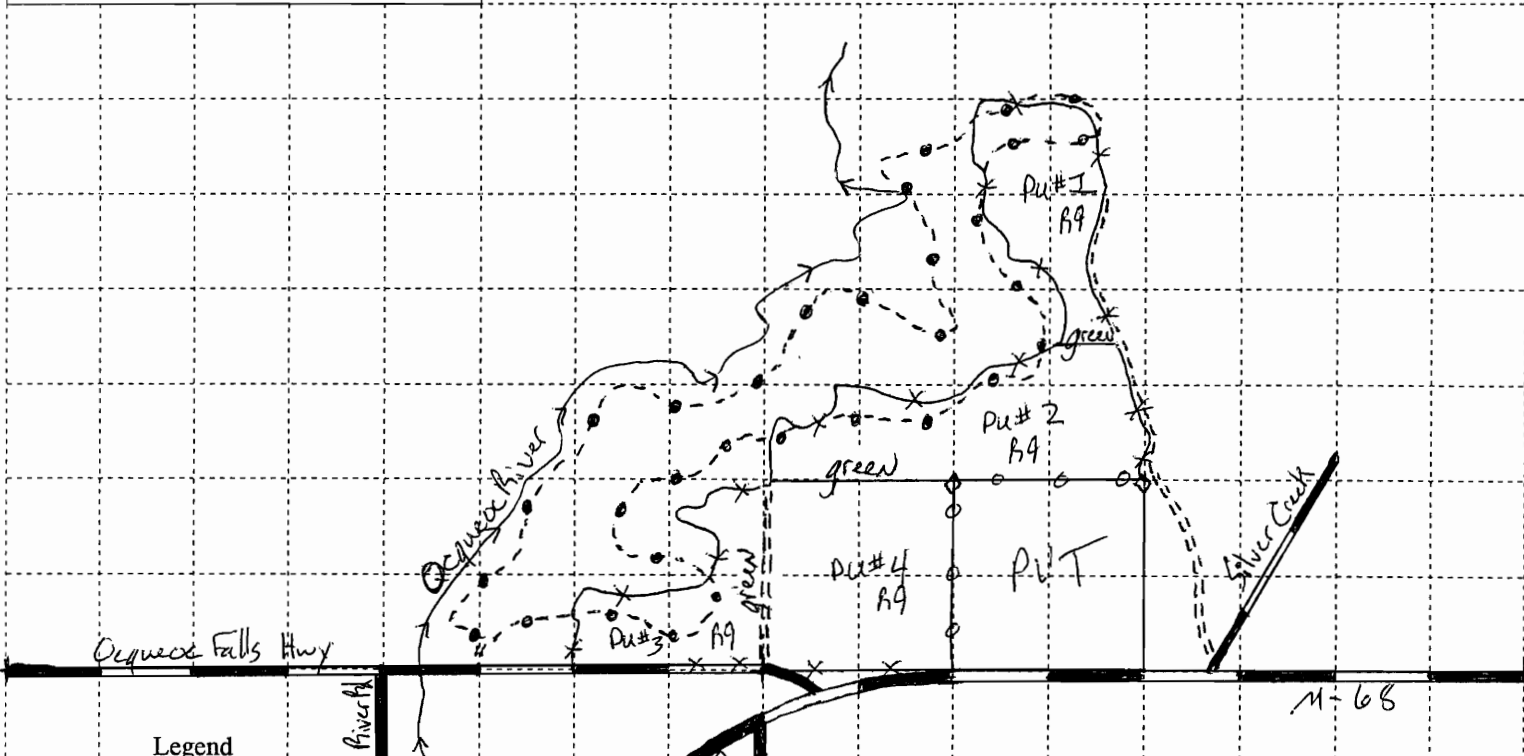 Pu#1
R9
green
Pu#2
R9
green
Ocqueoc River
Silver Creek
Pu#4
R9
PVT
green
Pu#3
R9
Ocqueoc Falls Hwy
M-68
River Rd
Legend